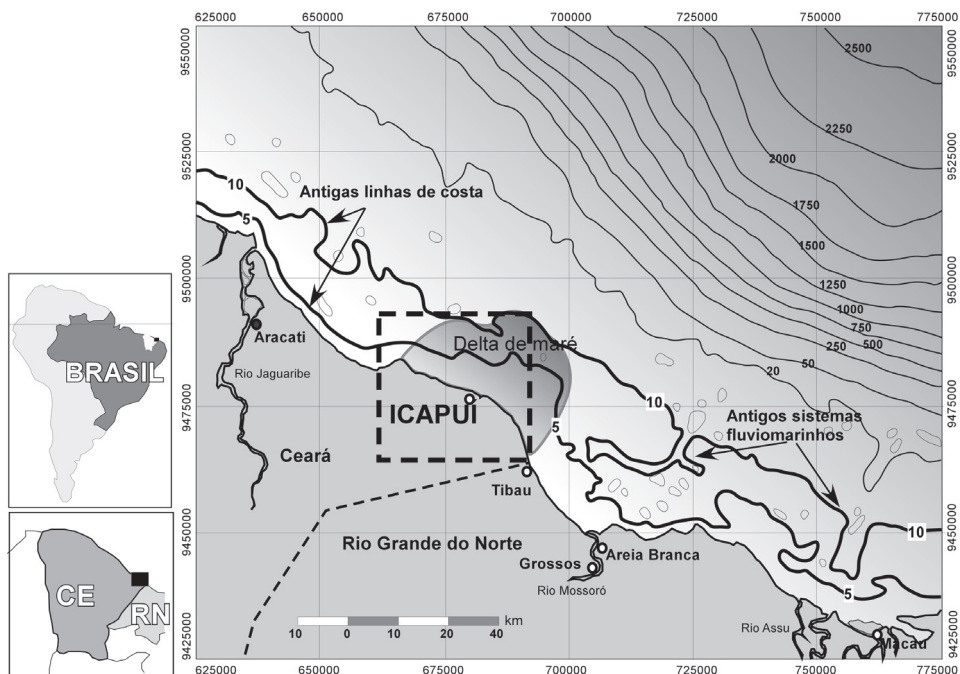 625000 650000 675000 700000 725000 750000 775000
9550000
9525000
9500000
9475000
9450000
9425000
9550000
9525000
9500000
9475000
9450000
9425000
2500
2250
2000
1750
1500
1250
1000
750
500
250
50
20
10
5
Antigas linhas de costa
Aracati
Rio Jaguaribe
Delta de maré
ICAPUÍ
10
5
Antigos sistemas
fluviomarinhos
Ceará
Tibau
Rio Grande do Norte
Grossos
Areia Branca
Rio Mossoró
10
5
Rio Assu
Macau
10 0 10 20 40 km
625000 650000 675000 700000 725000 750000 775000
BRASIL
CE
RN